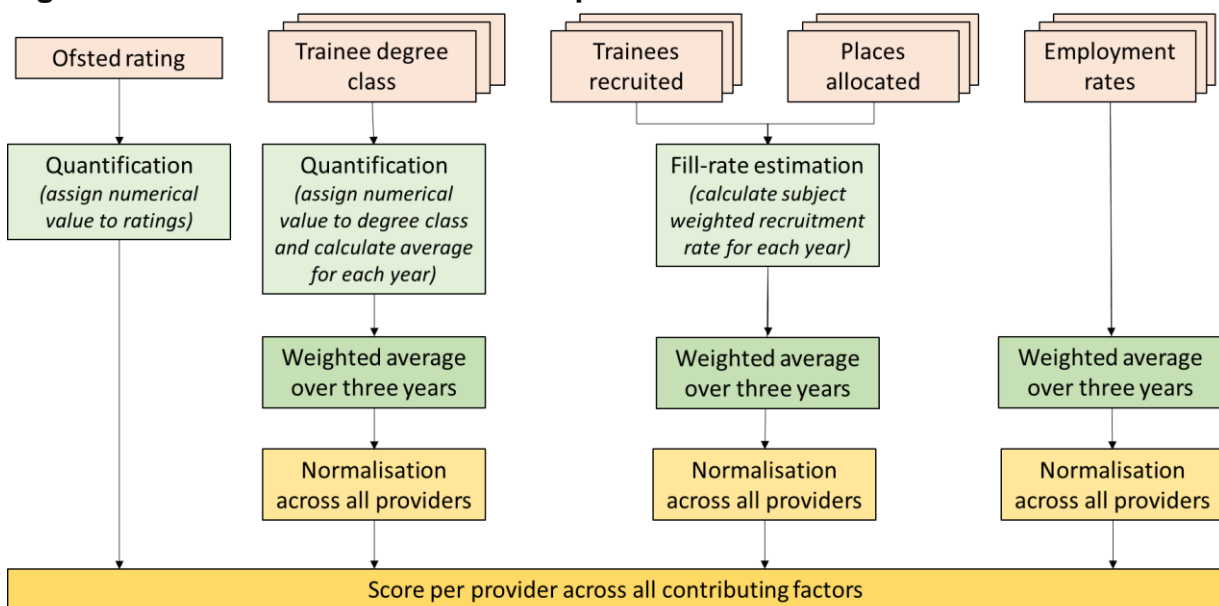 Ofsted rating
Trainee degree
class
Trainees
recruited
Places
allocated
Employment
rates
Quantification
(assign numerical
value to ratings)
Quantification
(assign numerical
value to degree class
and calculate average
for each year)
Fill-rate estimation
(calculate subject
weighted recruitment
rate for each year)
Weighted average
over three years
Weighted average
over three years
Weighted average
over three years
Normalisation
across all providers
Normalisation
across all providers
Normalisation
across all providers
Score per provider across all contributing factors